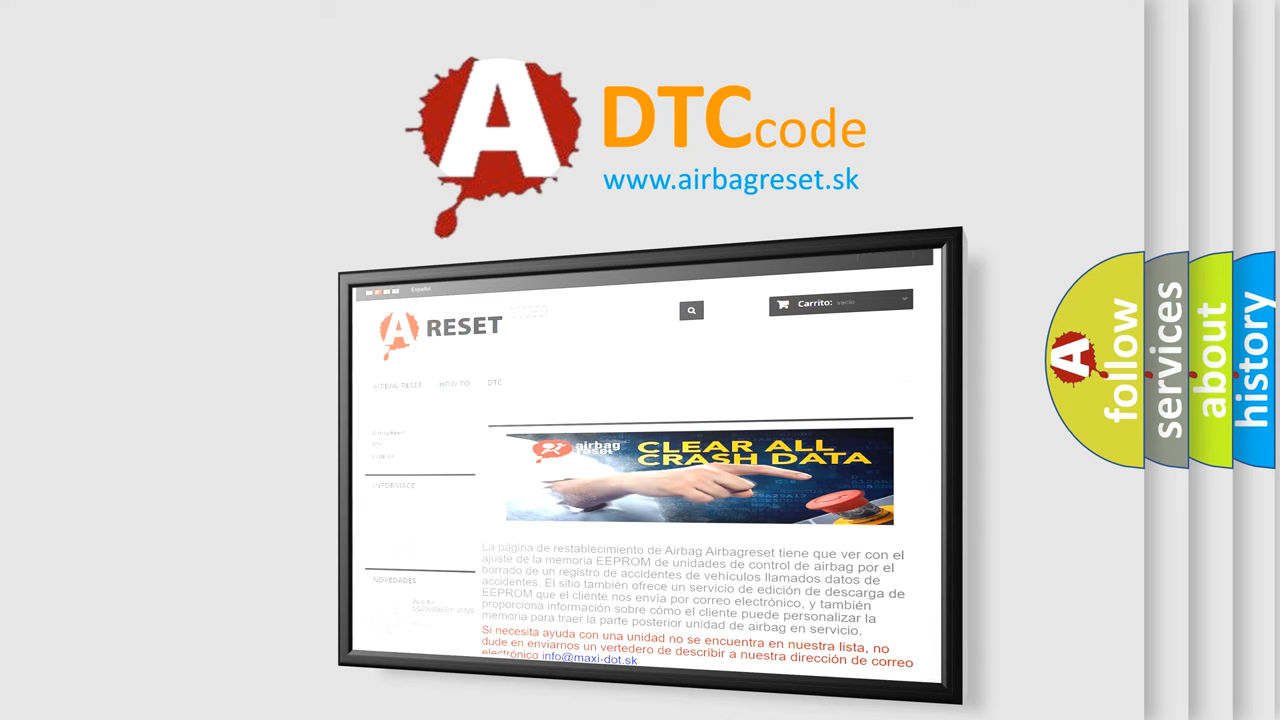 A
DTCcode
www.airbagreset.sk
Español
A RESET
Carrito: vacío
AIRBAG RESET HOW TO DTC
Airbag Reset
INFORMACE
NOVEDADES
airbag
reset
CLEAR ALL
CRASH DATA
La página de restablecimiento de Airbag Airbagreset tiene que ver con el
ajuste de la memoria EEPROM de unidades de control de airbag por el
borrado de un registro de accidentes de vehículos llamados datos de
accidentes. El sitio también ofrece un servicio de edición de descarga de
EEPROM que el cliente nos envía por correo electrónico, y también
proporciona información sobre cómo el cliente puede personalizar la
memoria para traer la parte posterior unidad de airbag en servicio.
Si necesita ayuda con una unidad no se encuentra en nuestra lista, no
dude en enviarnos un vertedero de describir a nuestra dirección de correo
electrónico info@maxi-dot.sk
A
follow
services
about
history